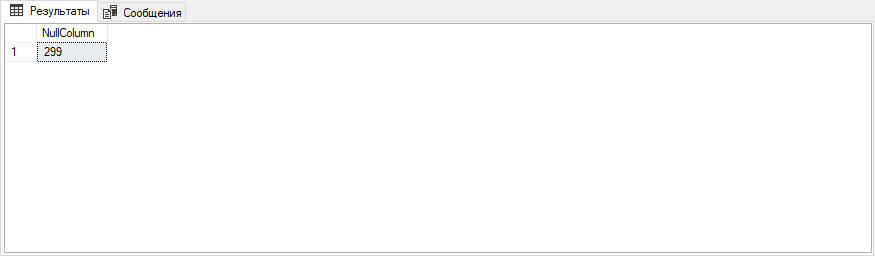 Результаты Сообщения
NullColumn
1 299